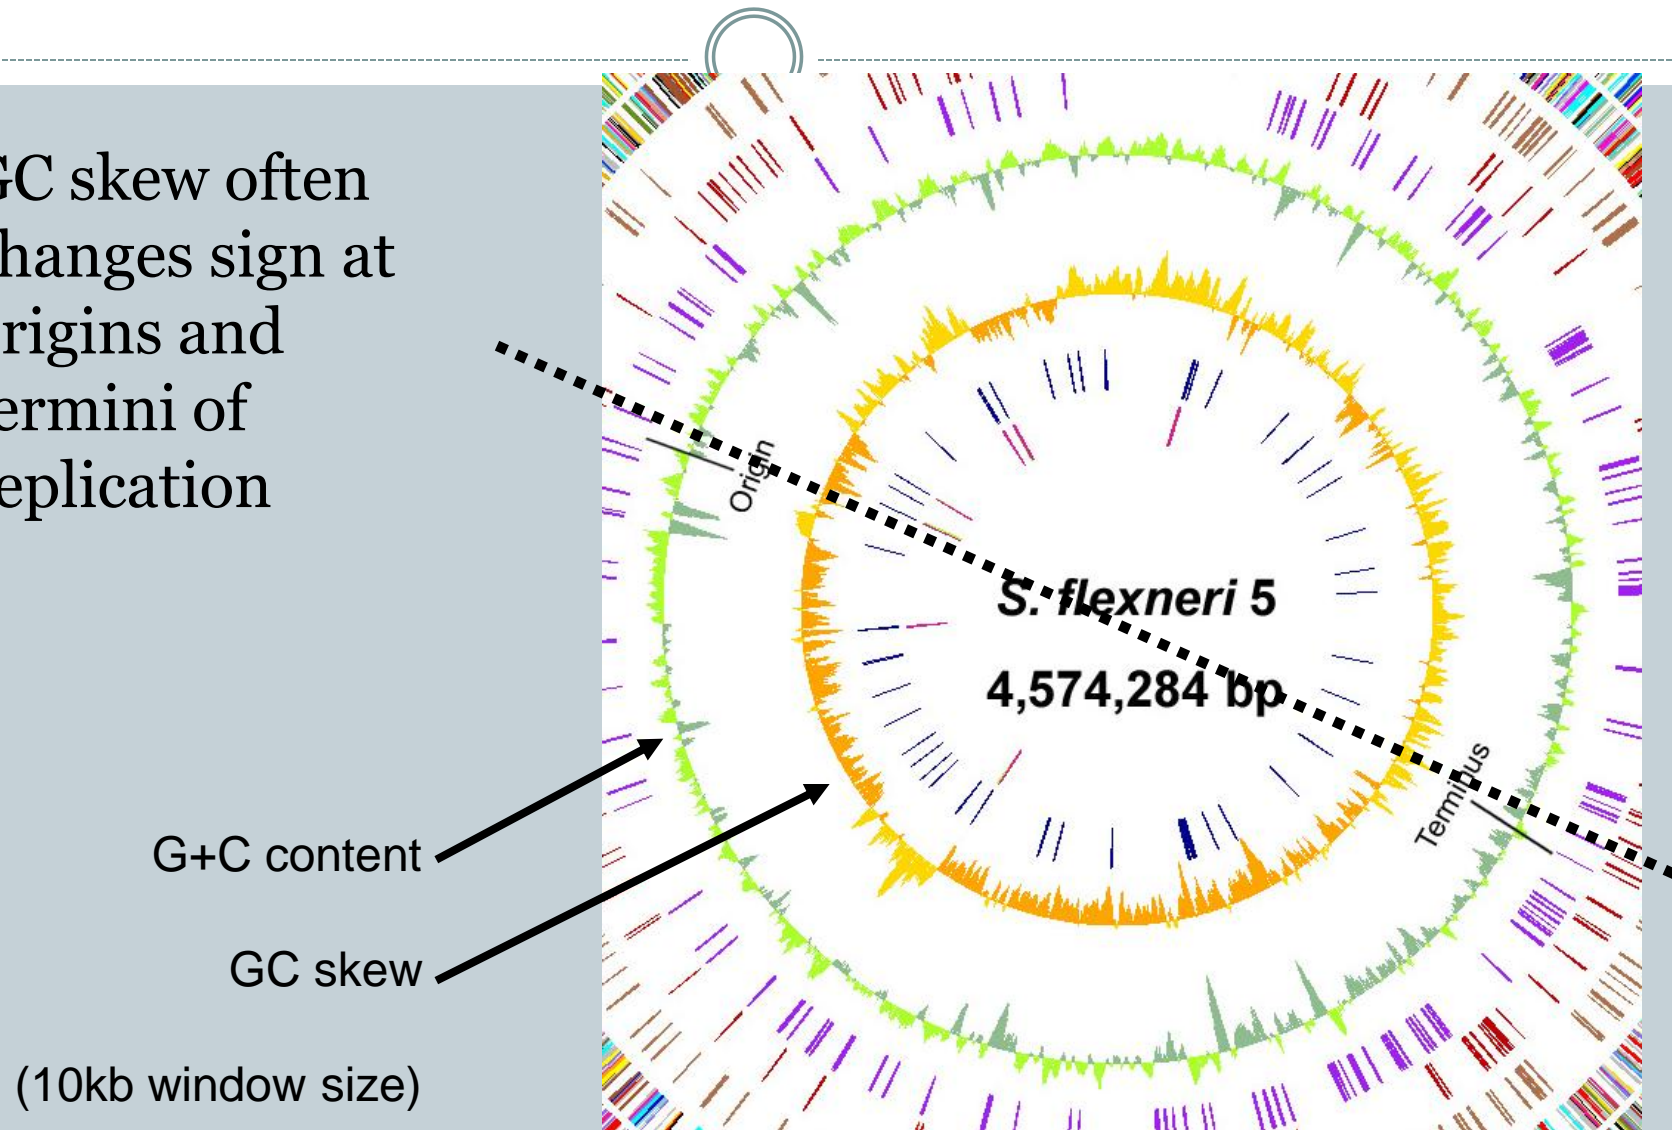 GC skew often
hanges sign at
rigins and
ermini of
eplication
Origin
S. flexneri 5
4,574,284 bp
Terminus
G+C content
GC skew
(10kb window size)